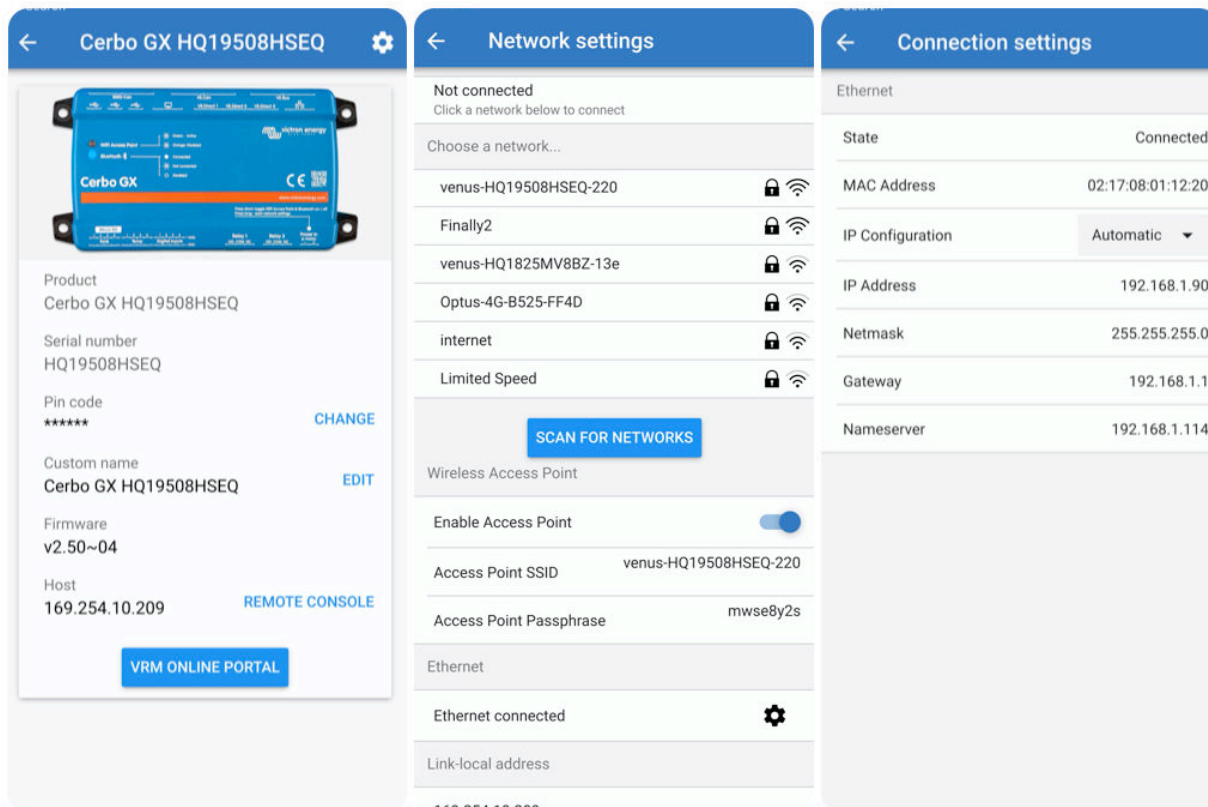 Cerbo GX HQ19508HSEQ
victron energy
Cerbo GX
Product
Cerbo GX HQ19508HSEQ
Serial number
HQ19508HSEQ
Pin code
******
CHANGE
Custom name
Cerbo GX HQ19508HSEQ
EDIT
Firmware
v2.50~04
Host
169.254.10.209
REMOTE CONSOLE
VRM ONLINE PORTAL
Network settings
Not connected
Click a network below to connect
Choose a network...
venus-HQ19508HSEQ-220
Finally2
venus-HQ1825MV8BZ-13e
Optus-4G-B525-FF4D
internet
Limited Speed
SCAN FOR NETWORKS
Wireless Access Point
Enable Access Point
Access Point SSID venus-HQ19508HSEQ-220
Access Point Passphrase mwse8y2s
Ethernet
Ethernet connected
Link-local address
Connection settings
Ethernet
State Connected
MAC Address 02:17:08:01:12:20
IP Configuration Automatic
IP Address 192.168.1.90
Netmask 255.255.255.0
Gateway 192.168.1.1
Nameserver 192.168.1.114